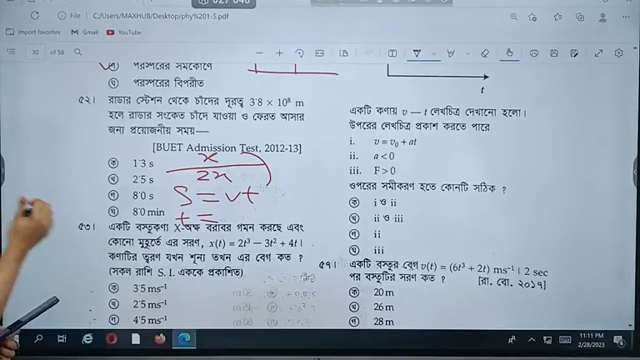 C:/Users/MAXHUB/Desktop/phy%201-5.pdf
Import favorites
Gmail
YouTube
30 of 58
গ পরস্পরের সমকোণে
ঘ পরস্পরের বিপরীত
৫২। রাডার স্টেশন থেকে চাঁদের দূরত্ব 3·8 × 10⁸ m
হলে রাডার সংকেত চাঁদে যাওয়া ও ফেরত আসার
জন্য প্রয়োজনীয় সময়—
[BUET Admission Test, 2012-13]
ক 1·3 s
খ 2·5 s
গ 8·0 s
ঘ 8·0 min
x
2x
S = vt
t =
৫৩। একটি বস্তুকণা X-অক্ষ বরাবর গমন করছে এবং
কোনো মুহূর্তে এর সরণ, x(t) = 2t³ – 3t² + 4t।
কণাটির ত্বরণ যখন শূন্য তখন এর বেগ কত ?
(সকল রাশি S. I. এককে প্রকাশিত)
ক 3·5 ms⁻¹
খ 2·5 ms⁻¹
গ 4·5 ms⁻¹
t
একটি কণায় v – t লেখচিত্র দেখানো হলো।
উপরের লেখচিত্র প্রকাশ করতে পারে
i. v = v₀ + at
ii. a < 0
iii. F > 0
ওপরের সমীকরণ হতে কোনটি সঠিক ?
ক i ও ii
খ ii ও iii
গ ii
ঘ iii
৫৭। একটি বস্তুর বেগ v(t) = (6t³ + 2t) ms⁻¹ । 2 sec
পর বস্তুটির সরণ কত ? [রা. বো. ২০১৭]
ক 20 m
খ 26 m
গ 28 m
11:11 PM
2/28/2023